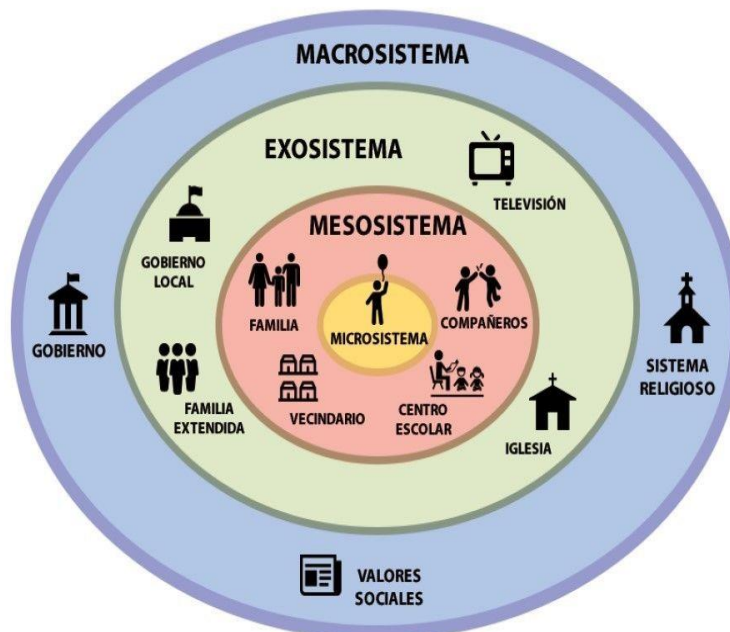 MACROSISTEMA
EXOSISTEMA
TELEVISIÓN
MESOSISTEMA
GOBIERNO
LOCAL
FAMILIA
COMPAÑEROS
MICROSISTEMA
GOBIERNO
SISTEMA
RELIGIOSO
FAMILIA
EXTENDIDA
VECINDARIO
CENTRO
ESCOLAR
IGLESIA
VALORES
SOCIALES